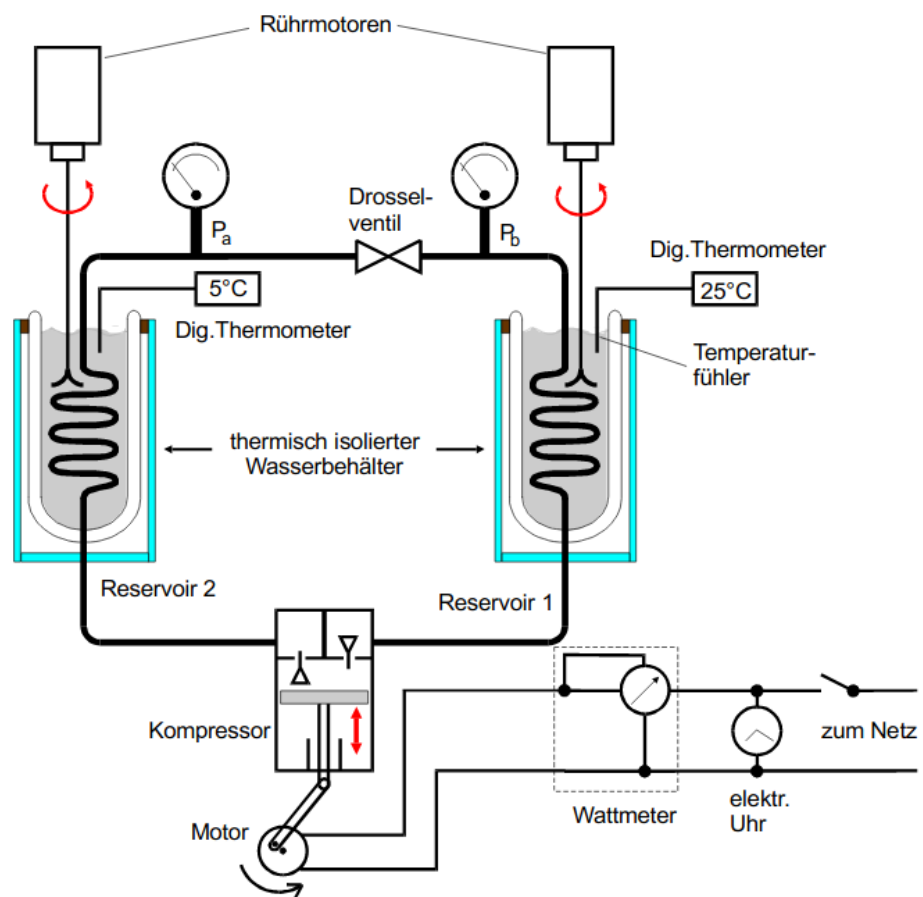 Rührmotoren
Drossel-
ventil
Pa
Pb
Dig.Thermometer
5°C
25°C
Dig.Thermometer
Temperatur-
fühler
thermisch isolierter
Wasserbehälter
Reservoir 2
Reservoir 1
Kompressor
zum Netz
Wattmeter
elektr.
Uhr
Motor